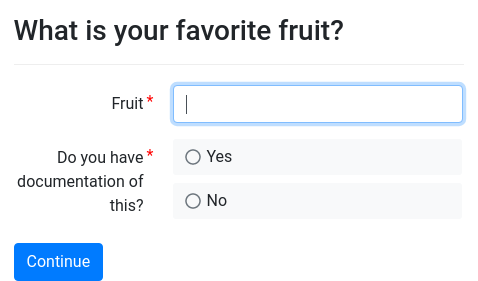 What is your favorite fruit?
Fruit *
Do you have *
documentation of
this?
Yes
No
Continue